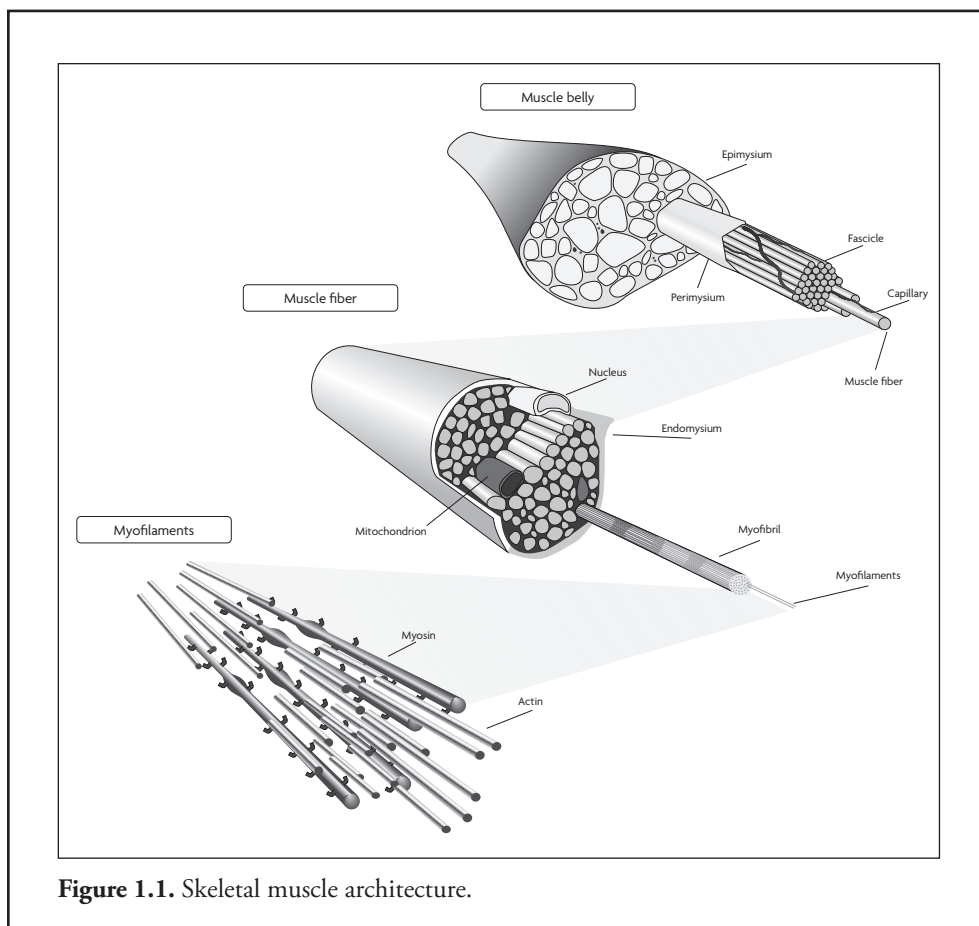 Muscle belly
Epimysium
Fascicle
Capillary
Perimysium
Muscle fiber
Muscle fiber
Nucleus
Endomysium
Mitochondrion
Myofibril
Myofilaments
Myofilaments
Myosin
Actin
Figure 1.1. Skeletal muscle architecture.